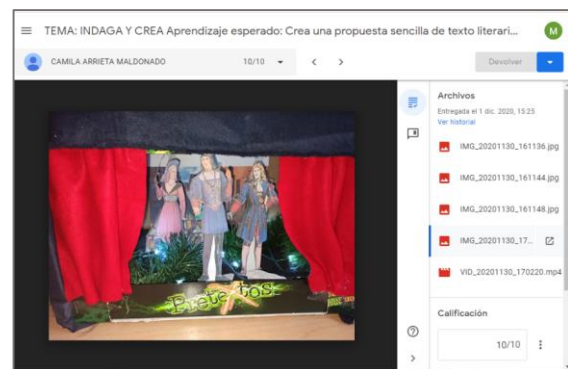 TEMA: INDAGA Y CREA Aprendizaje esperado: Crea una propuesta sencilla de texto literari...
M
CAMILA ARRIETA MALDONADO
10/10
Devolver
Archivos
Entregada el 1 dic. 2020, 15:25
Ver historial
IMG_20201130_161136.jpg
IMG_20201130_161144.jpg
IMG_20201130_161148.jpg
IMG_20201130_17...
VID_20201130_170220.mp4
Pretextos
Calificación
10/10